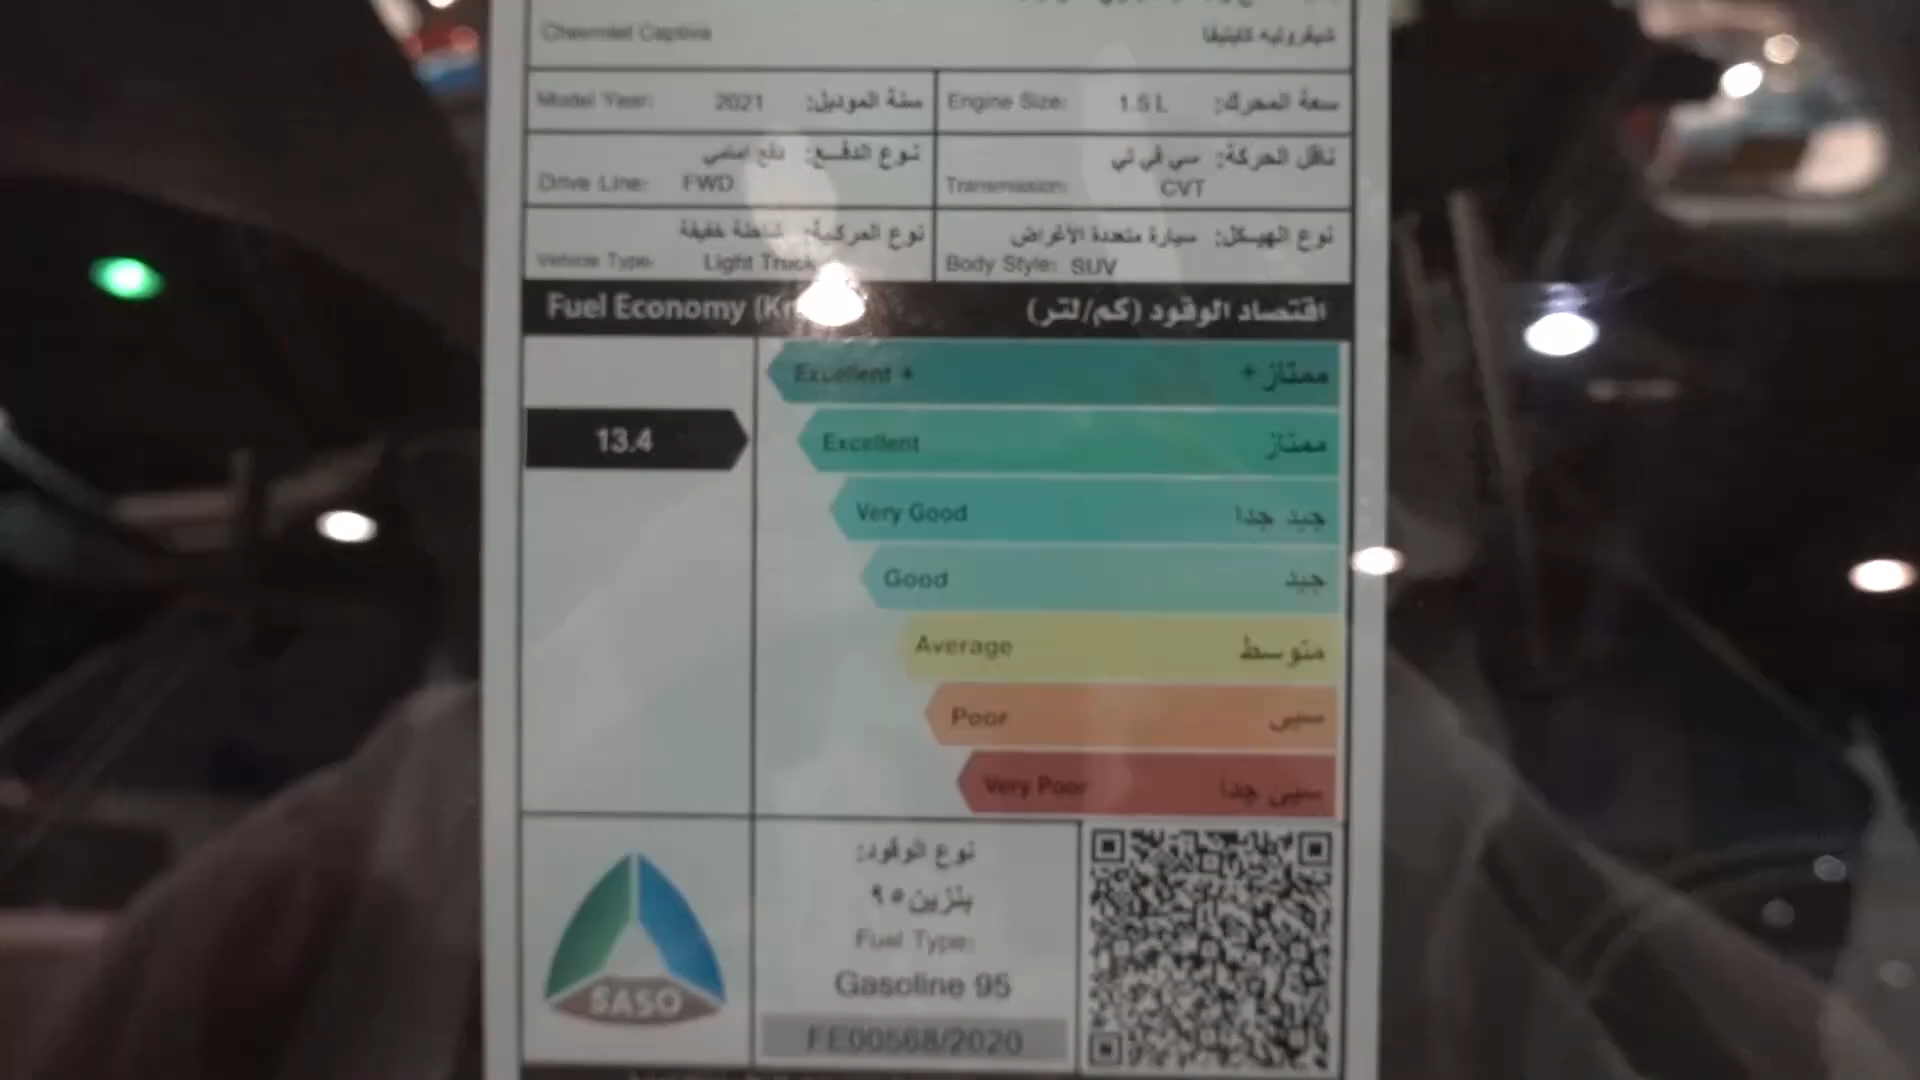 Chevrolet Captiva شيفروليه كابتيفا
Model Year: 2021 سنة الموديل: Engine Size: 1.5 L سعة المحرك:
نوع الدفع: دفع امامي ناقل الحركة: سي في تي
Drive Line: FWD Transmission: CVT
نوع المركبة: خفيفة نوع الهيكل: سيارة متعددة الأغراض
Vehicle Type: Light Truck Body Style: SUV
Fuel Economy اقتصاد الوقود (كم/لتر)
Excellent + ممتاز +
13.4 Excellent ممتاز
Very Good جيد جدا
Good جيد
Average متوسط
Poor سيئ
Very Poor سيئ جدا
نوع الوقود:
بنزين ٩٥
Fuel Type:
Gasoline 95
SASO
FE00568/2020